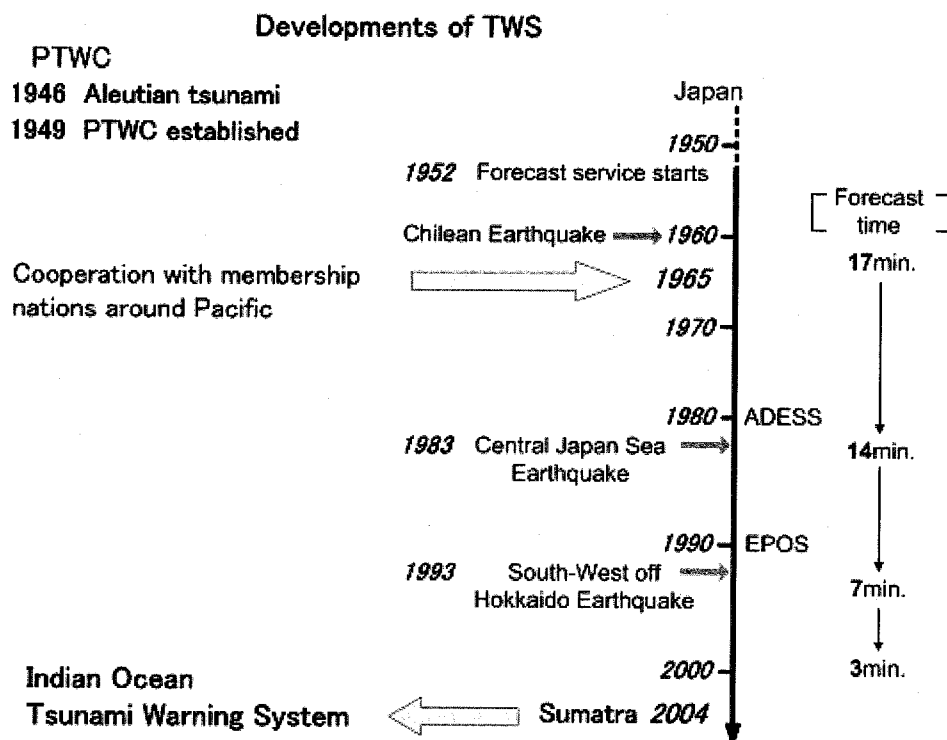 Developments of TWS
PTWC
1946 Aleutian tsunami
1949 PTWC established
Japan
1950
1952 Forecast service starts
Forecast
time
Chilean Earthquake 1960
17min.
Cooperation with membership
nations around Pacific
1965
1970
1980 ADESS
1983 Central Japan Sea
Earthquake
14min.
1990 EPOS
1993 South-West off
Hokkaido Earthquake
7min.
2000
3min.
Indian Ocean
Tsunami Warning System
Sumatra 2004